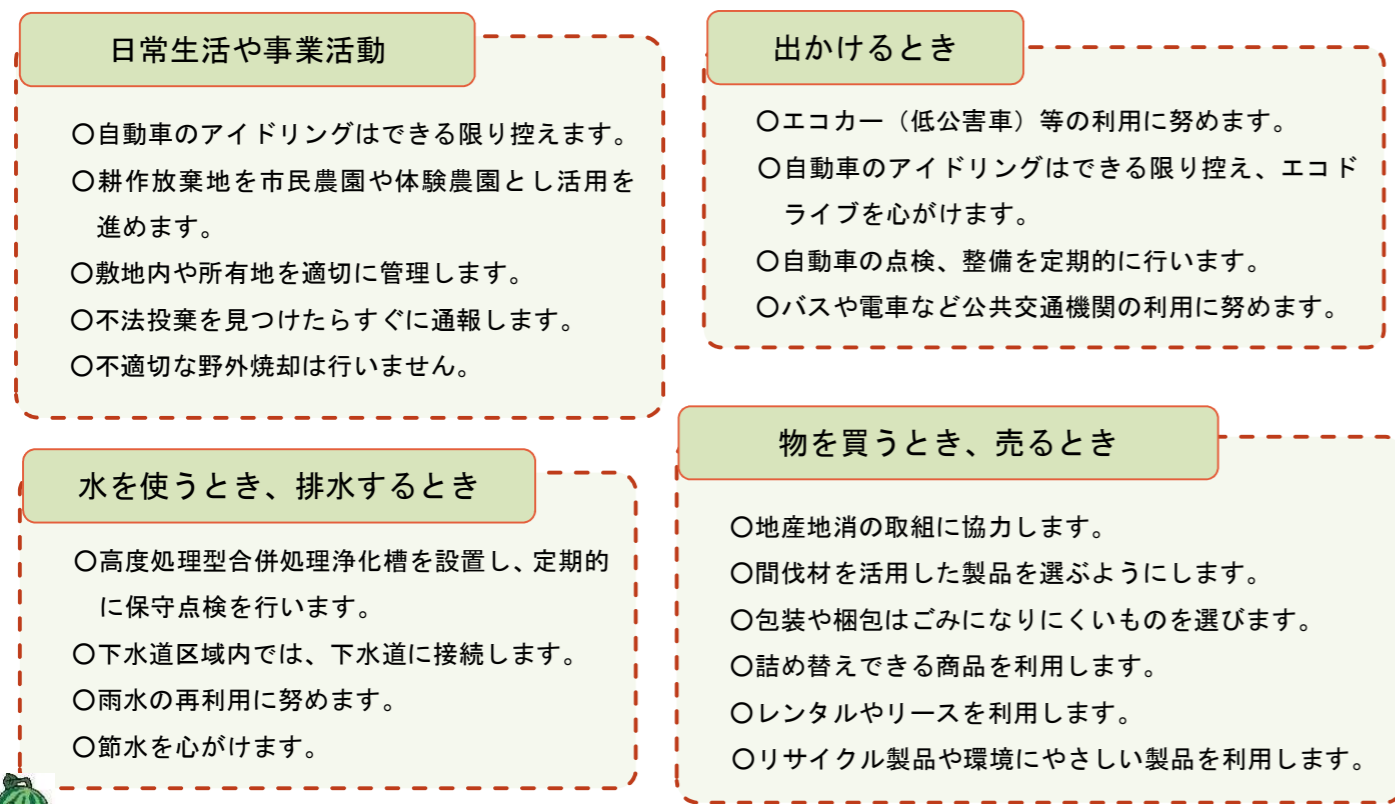 日常生活や事業活動
〇自動車のアイドリングはできる限り控えます。
〇耕作放棄地を市民農園や体験農園とし活用を
進めます。
〇敷地内や所有地を適切に管理します。
〇不法投棄を見つけたらすぐに通報します。
〇不適切な野外焼却は行いません。
出かけるとき
〇エコカー（低公害車）等の利用に努めます。
〇自動車のアイドリングはできる限り控え、エコド
ライブを心がけます。
〇自動車の点検、整備を定期的に行います。
〇バスや電車など公共交通機関の利用に努めます。
水を使うとき、排水するとき
〇高度処理型合併処理浄化槽を設置し、定期的
に保守点検を行います。
〇下水道区域内では、下水道に接続します。
〇雨水の再利用に努めます。
〇節水を心がけます。
物を買うとき、売るとき
〇地産地消の取組に協力します。
〇間伐材を活用した製品を選ぶようにします。
〇包装や梱包はごみになりにくいものを選びます。
〇詰め替えできる商品を利用します。
〇レンタルやリースを利用します。
〇リサイクル製品や環境にやさしい製品を利用します。